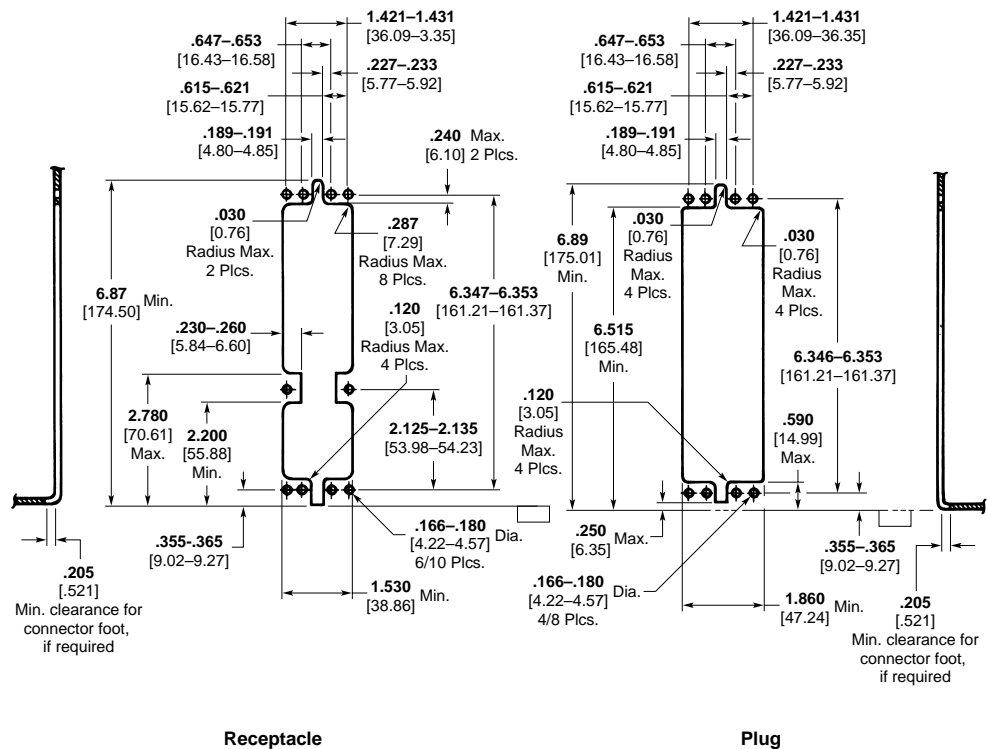 1.421–1.431
[36.09–3.35]
.647–.653
[16.43–16.58]
.227–.233
[5.77–5.92]
.615–.621
[15.62–15.77]
.189–.191
[4.80–4.85]
.240 Max.
[6.10] 2 Plcs.
.030
[0.76]
Radius Max.
2 Plcs.
.287
[7.29]
Radius Max.
8 Plcs.
6.87 Min.
[174.50]
6.347–6.353
[161.21–161.37]
.120
[3.05]
Radius Max.
4 Plcs.
.230–.260
[5.84–6.60]
2.780
[70.61]
Max.
2.200
[55.88]
Min.
2.125–2.135
[53.98–54.23]
.355-.365
[9.02–9.27]
.166–.180
[4.22–4.57] Dia.
6/10 Plcs.
.205
[.521]
Min. clearance for
connector foot,
if required
1.530
[38.86] Min.
Receptacle
1.421–1.431
[36.09–36.35]
.647–.653
[16.43–16.58]
.227–.233
[5.77–5.92]
.615–.621
[15.62–15.77]
.189–.191
[4.80–4.85]
.030
[0.76]
Radius
Max.
4 Plcs.
.030
[0.76]
Radius
Max.
4 Plcs.
6.89
[175.01]
Min.
6.515
[165.48]
Min.
6.346–6.353
[161.21–161.37]
.120
[3.05]
Radius
Max.
4 Plcs.
.590
[14.99]
Max.
.250
[6.35] Max.
.355–.365
[9.02–9.27]
.166–.180
[4.22–4.57] Dia.
4/8 Plcs.
1.860
[47.24] Min.
.205
[.521]
Min. clearance for
connector foot,
if required
Plug